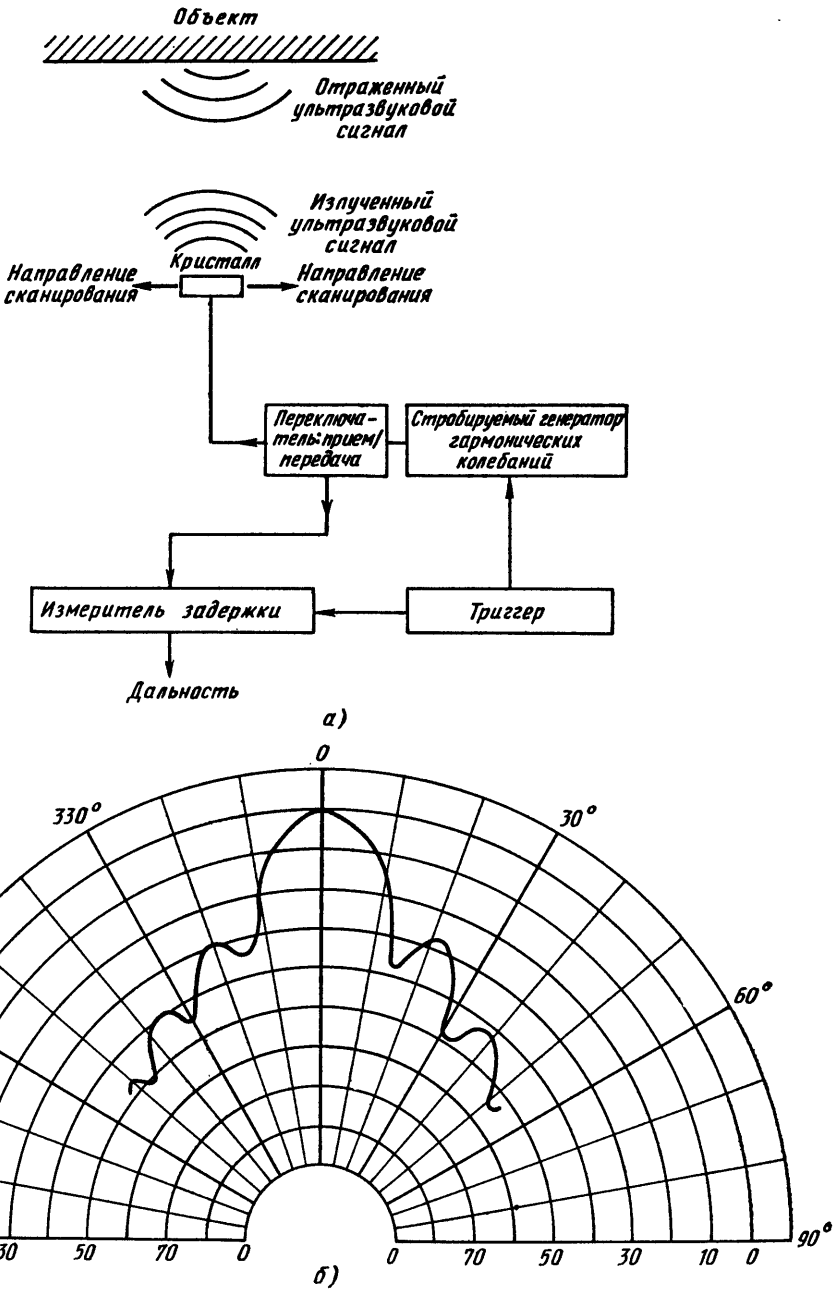 Объект
Отраженный
ультразвуковой
сигнал
Излученный
ультразвуковой
сигнал
Кристалл
Направление
сканирования
Направление
сканирования
Переключа-
тель:прием/
передача
Стробируемый генератор
гармонических
колебаний
Измеритель задержки
Триггер
Дальность
а)
0
330°
30°
60°
90°
30 50 70 0
0 70 50 30 10 0
б)